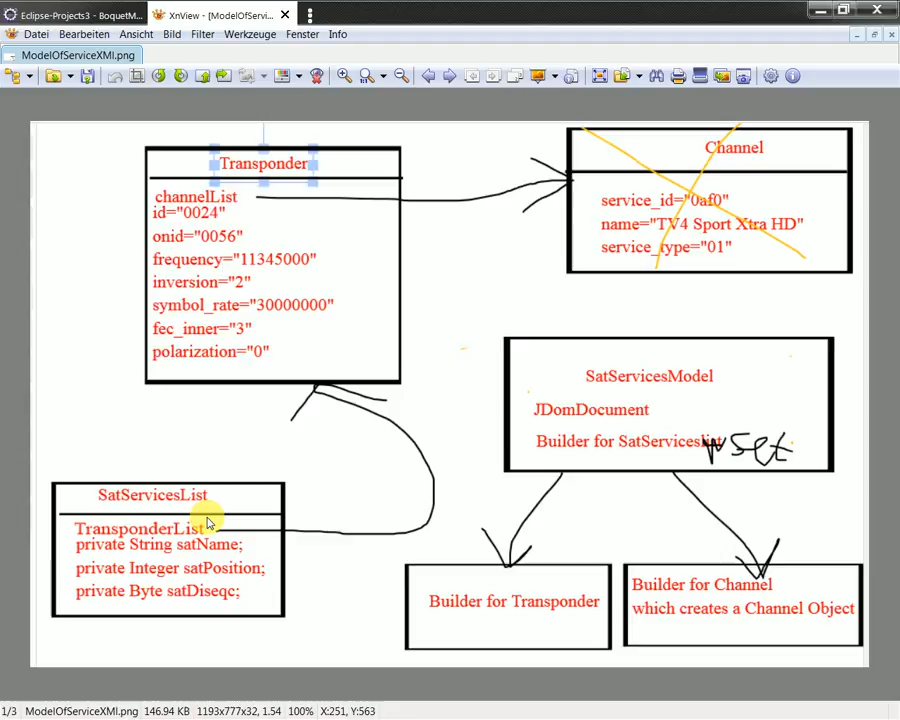 Eclipse-Projects3 - BoquetM...
XnView - [ModelOfServi...
Datei Bearbeiten Ansicht Bild Filter Werkzeuge Fenster Info
ModelOfServiceXMl.png
Transponder
channelList
id="0024"
onid="0056"
frequency="11345000"
inversion="2"
symbol_rate="30000000"
fec_inner="3"
polarization="0"
Channel
service_id="0af0"
name="TV4 Sport Xtra HD"
service_type="01"
SatServicesModel
JDomDocument
Builder for SatServiceslist
Set
SatServicesList
TransponderList
private String satName;
private Integer satPosition;
private Byte satDiseqc;
Builder for Transponder
Builder for Channel
which creates a Channel Object
1/3 ModelOfServiceXMl.png 146.94 KB 1193x777x32, 1.54 100% X:251, Y:563